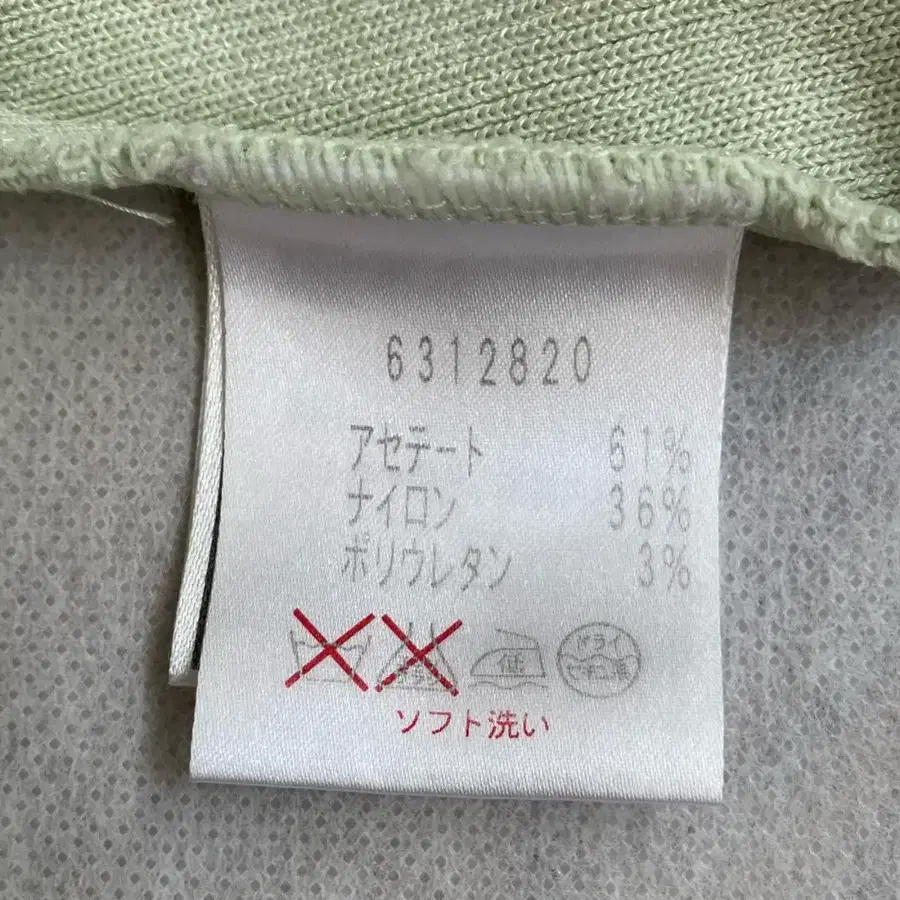 6312820
アセテート 61%
ナイロン 36%
ポリウレタン 3%
低 ドライ
ソフト洗い